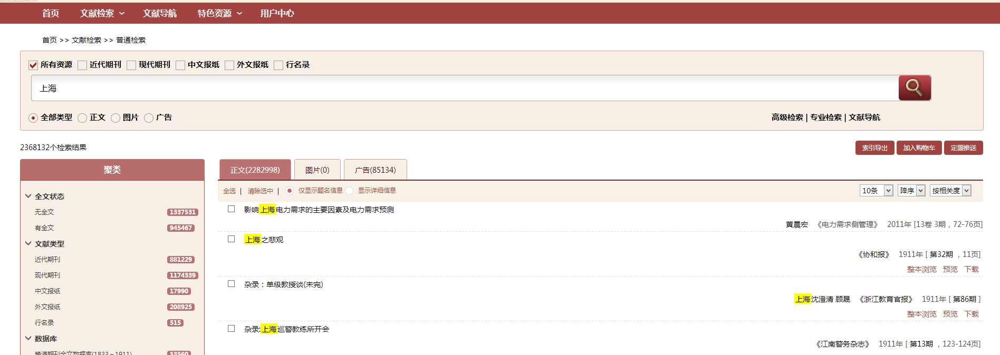 首页 文献检索 文献导航 特色资源 用户中心
首页 >> 文献检索 >> 普通检索
所有资源 近代期刊 现代期刊 中文报纸 外文报纸 行名录
上海
全部类型 正文 图片 广告
高级检索 | 专业检索 | 文献导航
2368132个检索结果
索引导出 加入购物车 定题推送
聚类
全文状态
无全文 1337531
有全文 945467
文献类型
近代期刊 881229
现代期刊 1174339
中文报纸 17990
外文报纸 208925
行名录 515
数据库
晚清期刊全文数据库(1833～1911) 53560
正文(2282998) 图片(0) 广告(85134)
全选 | 清除选中 | 仅显示题名信息 显示详细信息
10条 降序 按相关度
影响上海电力需求的主要因素及电力需求预测
黄晨宏 《电力需求侧管理》 2011年 [13卷 3期，72-76页]
上海之悲观
《协和报》 1911年 [ 第32期 ，11页]
整本浏览 预览 下载
杂录：单级教授谈(未完)
上海沈澄清 顾晟 《浙江教育官报》 1911年 [ 第86期 ]
整本浏览 预览 下载
杂录:上海巡警教练所开会
《江南警务杂志》 1911年 [ 第13期 ，123-124页]